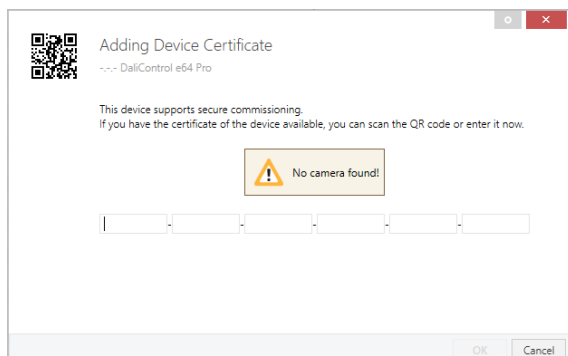 Adding Device Certificate
-.-.- DaliControl e64 Pro
This device supports secure commissioning.
If you have the certificate of the device available, you can scan the QR code or enter it now.
No camera found!
- - - - -
OK Cancel